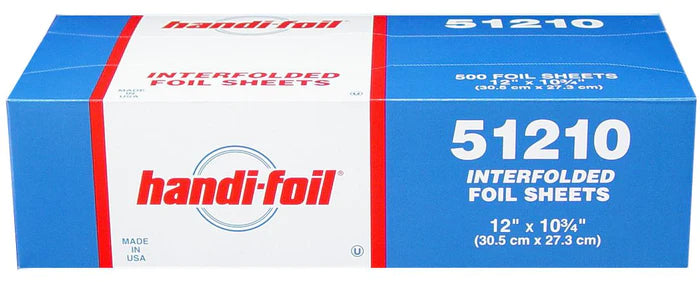 handi-foil®
51210
INTERFOLDED
FOIL SHEETS
MADE
IN
USA
U
500 FOIL SHEETS
12" x 10¾"
(30.5 cm x 27.3 cm)
handi-foil®
MADE
IN
USA
U
51210
INTERFOLDED
FOIL SHEETS
12" x 10¾"
(30.5 cm x 27.3 cm)